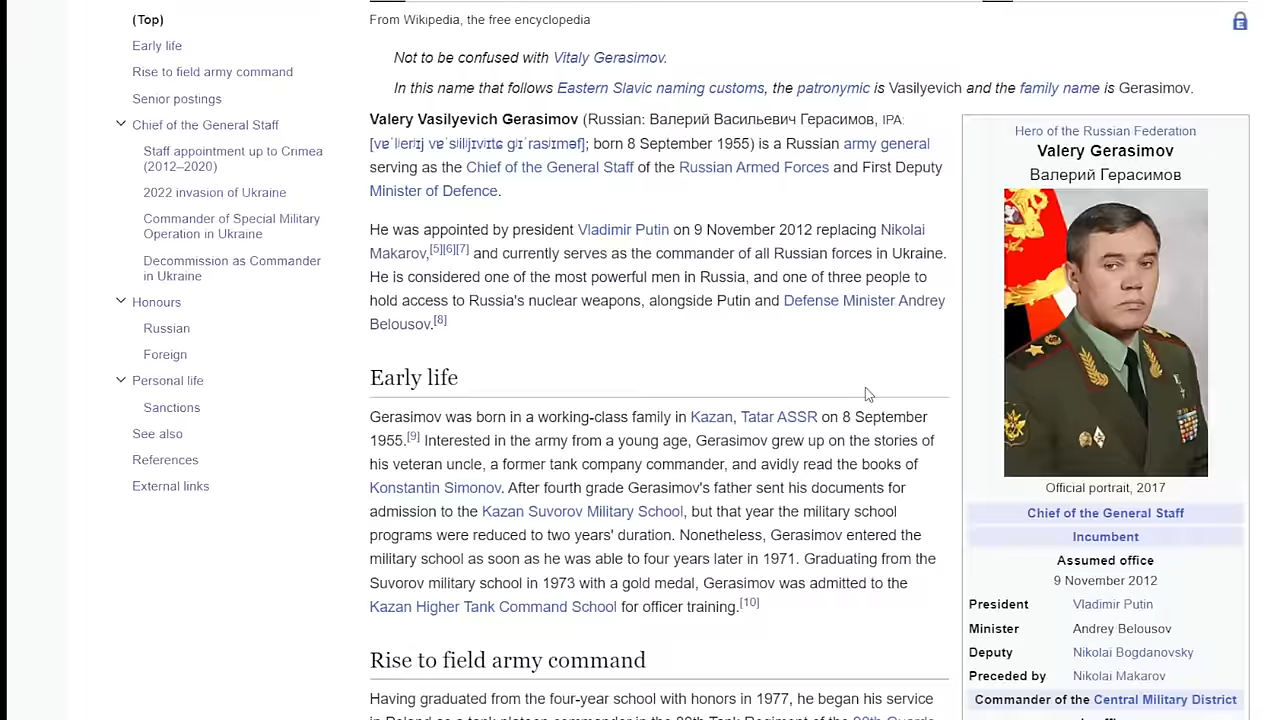 (Top)
Early life
Rise to field army command
Senior postings
Chief of the General Staff
Staff appointment up to Crimea
(2012–2020)
2022 invasion of Ukraine
Commander of Special Military
Operation in Ukraine
Decommission as Commander
in Ukraine
Honours
Russian
Foreign
Personal life
Sanctions
See also
References
External links
From Wikipedia, the free encyclopedia
Not to be confused with Vitaly Gerasimov.
In this name that follows Eastern Slavic naming customs, the patronymic is Vasilyevich and the family name is Gerasimov.
Valery Vasilyevich Gerasimov (Russian: Валерий Васильевич Герасимов, IPA:
born 8 September 1955) is a Russian army general
serving as the Chief of the General Staff of the Russian Armed Forces and First Deputy
Minister of Defence.
He was appointed by president Vladimir Putin on 9 November 2012 replacing Nikolai
Makarov,[5][6][7] and currently serves as the commander of all Russian forces in Ukraine.
He is considered one of the most powerful men in Russia, and one of three people to
hold access to Russia's nuclear weapons, alongside Putin and Defense Minister Andrey
Belousov.[8]
Early life
Gerasimov was born in a working-class family in Kazan, Tatar ASSR on 8 September
1955.[9] Interested in the army from a young age, Gerasimov grew up on the stories of
his veteran uncle, a former tank company commander, and avidly read the books of
Konstantin Simonov. After fourth grade Gerasimov's father sent his documents for
admission to the Kazan Suvorov Military School, but that year the military school
programs were reduced to two years' duration. Nonetheless, Gerasimov entered the
military school as soon as he was able to four years later in 1971. Graduating from the
Suvorov military school in 1973 with a gold medal, Gerasimov was admitted to the
Kazan Higher Tank Command School for officer training.[10]
Rise to field army command
Having graduated from the four-year school with honors in 1977, he began his service
Hero of the Russian Federation
Valery Gerasimov
Валерий Герасимов
Official portrait, 2017
Chief of the General Staff
Incumbent
Assumed office
9 November 2012
President Vladimir Putin
Minister Andrey Belousov
Deputy Nikolai Bogdanovsky
Preceded by Nikolai Makarov
Commander of the Central Military District